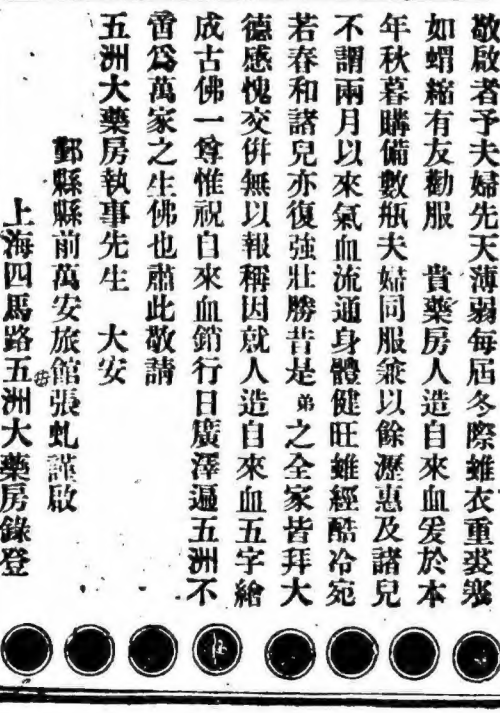 敬啟者予夫婦先天薄弱每屆冬際雖衣重裘幾
如蝟縮有友勸服　貴藥房人造自來血爰於本
年秋暮購備數瓶夫婦同服兼以餘瀝惠及諸兒
不謂兩月以來氣血流通身體健旺雖經酷冷宛
若春和諸兒亦復強壯勝昔是弟之全家皆拜大
德感愧交併無以報稱因就人造自來血五字繪
成古佛一尊惟祝自來血銷行日廣澤遍五洲不
啻爲萬家之生佛也肅此敬請
五洲大藥房執事先生　大安
鄞縣縣前萬安旅館張虬謹啟
上海四馬路五洲大藥房錄登